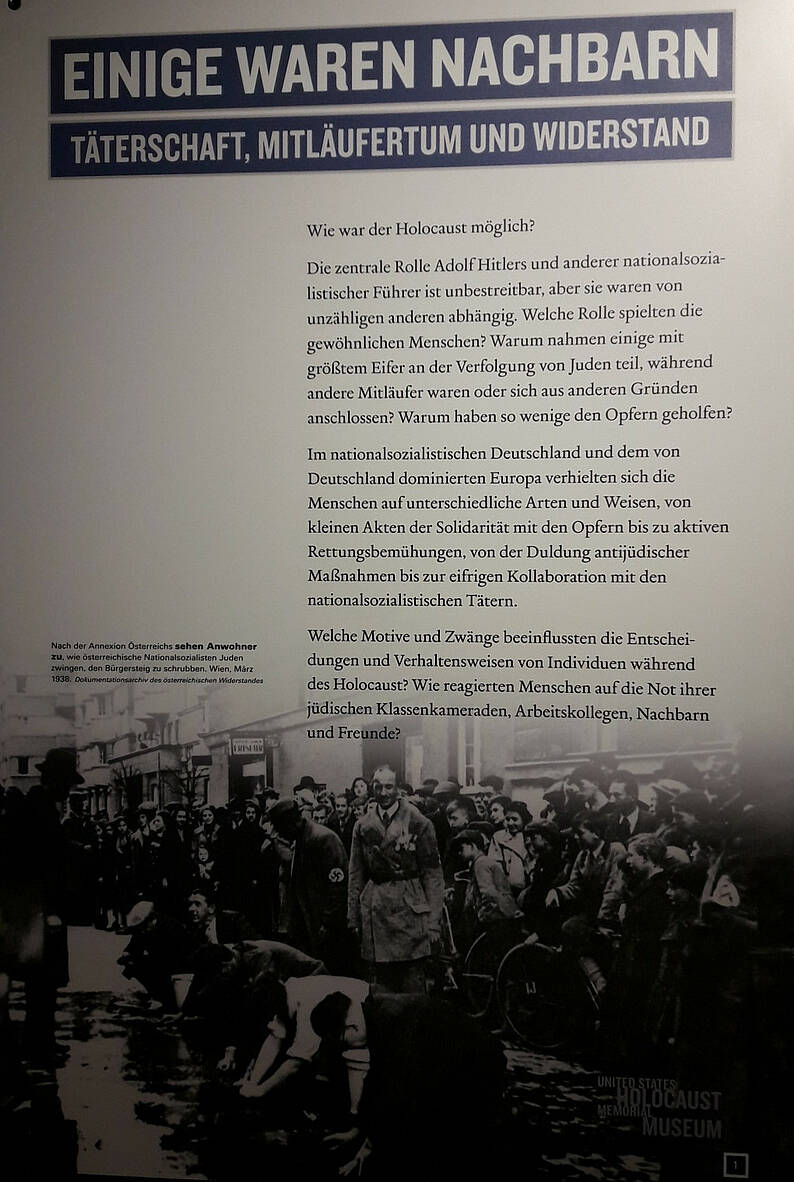 EINIGE WAREN NACHBARN
TÄTERSCHAFT, MITLÄUFERTUM UND WIDERSTAND
Wie war der Holocaust möglich?
Die zentrale Rolle Adolf Hitlers und anderer nationalsozia-
listischer Führer ist unbestreitbar, aber sie waren von
unzähligen anderen abhängig. Welche Rolle spielten die
gewöhnlichen Menschen? Warum nahmen einige mit
größtem Eifer an der Verfolgung von Juden teil, während
andere Mitläufer waren oder sich aus anderen Gründen
anschlossen? Warum haben so wenige den Opfern geholfen?
Im nationalsozialistischen Deutschland und dem von
Deutschland dominierten Europa verhielten sich die
Menschen auf unterschiedliche Arten und Weisen, von
kleinen Akten der Solidarität mit den Opfern bis zu aktiven
Rettungsbemühungen, von der Duldung antijüdischer
Maßnahmen bis zur eifrigen Kollaboration mit den
nationalsozialistischen Tätern.
Welche Motive und Zwänge beeinflussten die Entschei-
dungen und Verhaltensweisen von Individuen während
des Holocaust? Wie reagierten Menschen auf die Not ihrer
jüdischen Klassenkameraden, Arbeitskollegen, Nachbarn
und Freunde?
Nach der Annexion Österreichs sehen Anwohner
zu, wie österreichische Nationalsozialisten Juden
zwingen, den Bürgersteig zu schrubben. Wien, März
1938. Dokumentationsarchiv des österreichischen Widerstandes
FRISEUR
UNITED STATES
HOLOCAUST
MEMORIAL
MUSEUM
1